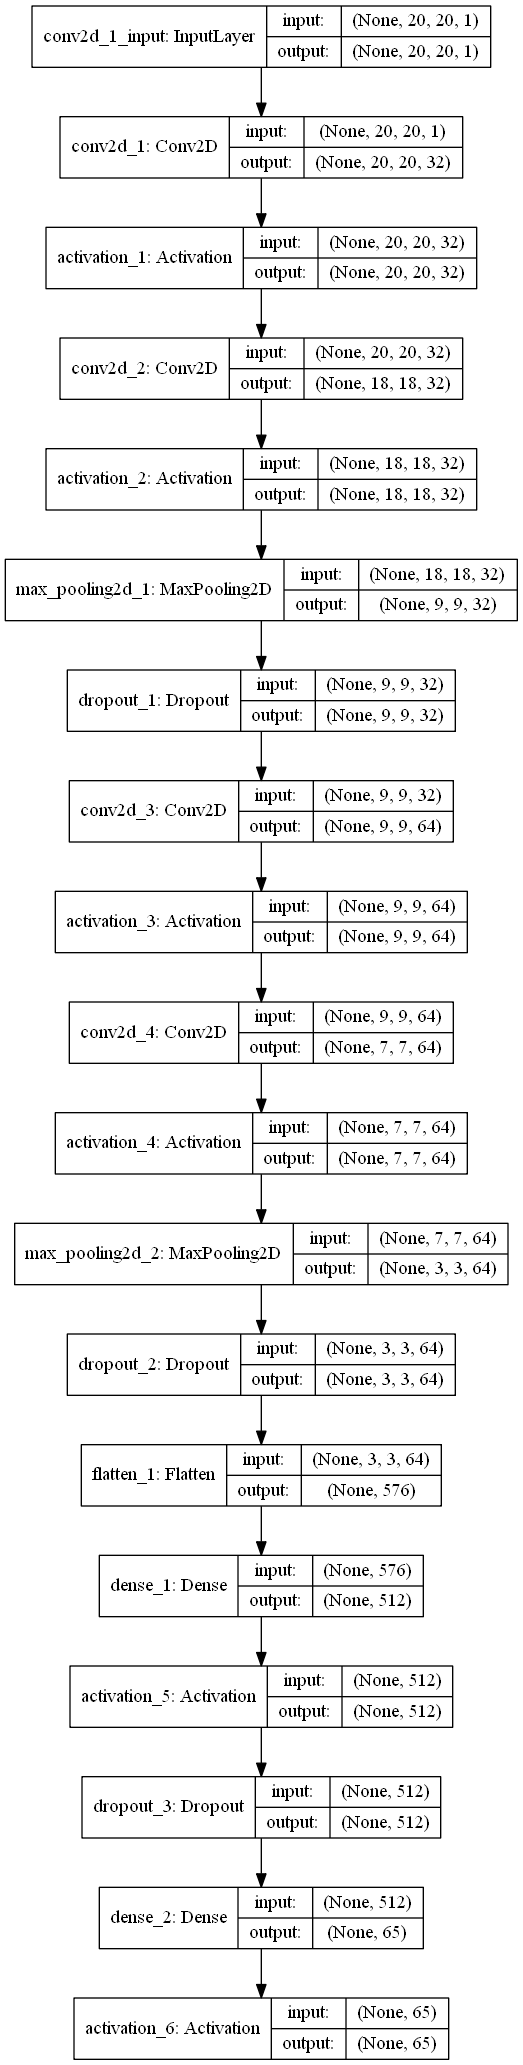 conv2d_1_input: InputLayer
input: (None, 20, 20, 1)
output: (None, 20, 20, 1)
conv2d_1: Conv2D
input: (None, 20, 20, 1)
output: (None, 20, 20, 32)
activation_1: Activation
input: (None, 20, 20, 32)
output: (None, 20, 20, 32)
conv2d_2: Conv2D
input: (None, 20, 20, 32)
output: (None, 18, 18, 32)
activation_2: Activation
input: (None, 18, 18, 32)
output: (None, 18, 18, 32)
max_pooling2d_1: MaxPooling2D
input: (None, 18, 18, 32)
output: (None, 9, 9, 32)
dropout_1: Dropout
input: (None, 9, 9, 32)
output: (None, 9, 9, 32)
conv2d_3: Conv2D
input: (None, 9, 9, 32)
output: (None, 9, 9, 64)
activation_3: Activation
input: (None, 9, 9, 64)
output: (None, 9, 9, 64)
conv2d_4: Conv2D
input: (None, 9, 9, 64)
output: (None, 7, 7, 64)
activation_4: Activation
input: (None, 7, 7, 64)
output: (None, 7, 7, 64)
max_pooling2d_2: MaxPooling2D
input: (None, 7, 7, 64)
output: (None, 3, 3, 64)
dropout_2: Dropout
input: (None, 3, 3, 64)
output: (None, 3, 3, 64)
flatten_1: Flatten
input: (None, 3, 3, 64)
output: (None, 576)
dense_1: Dense
input: (None, 576)
output: (None, 512)
activation_5: Activation
input: (None, 512)
output: (None, 512)
dropout_3: Dropout
input: (None, 512)
output: (None, 512)
dense_2: Dense
input: (None, 512)
output: (None, 65)
activation_6: Activation
input: (None, 65)
output: (None, 65)